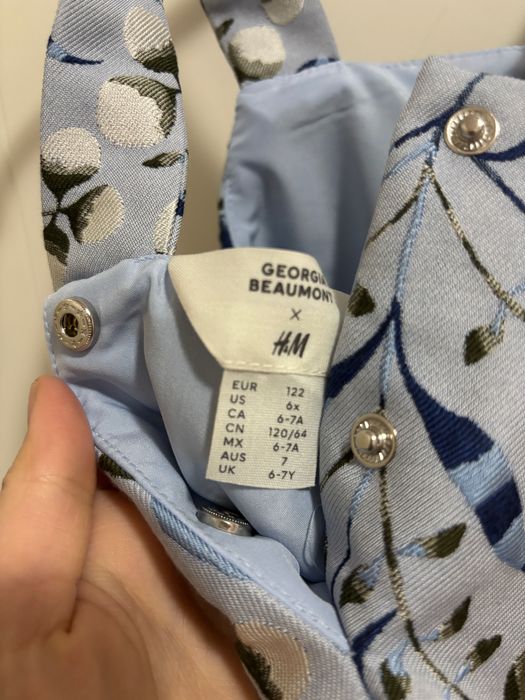 GEORGIA
BEAUMONT
X
H&M
EUR 122
US 6x
CA 6-7A
CN 120/64
MX 6-7A
AUS 7
UK 6-7Y